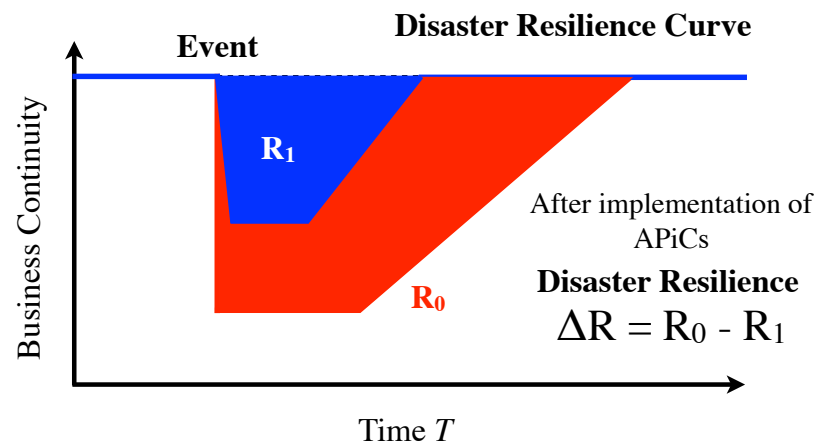 Disaster Resilience Curve
Event
Business Continuity
R₁
After implementation of
APiCs
R₀
Disaster Resilience
ΔR = R₀ - R₁
Time T